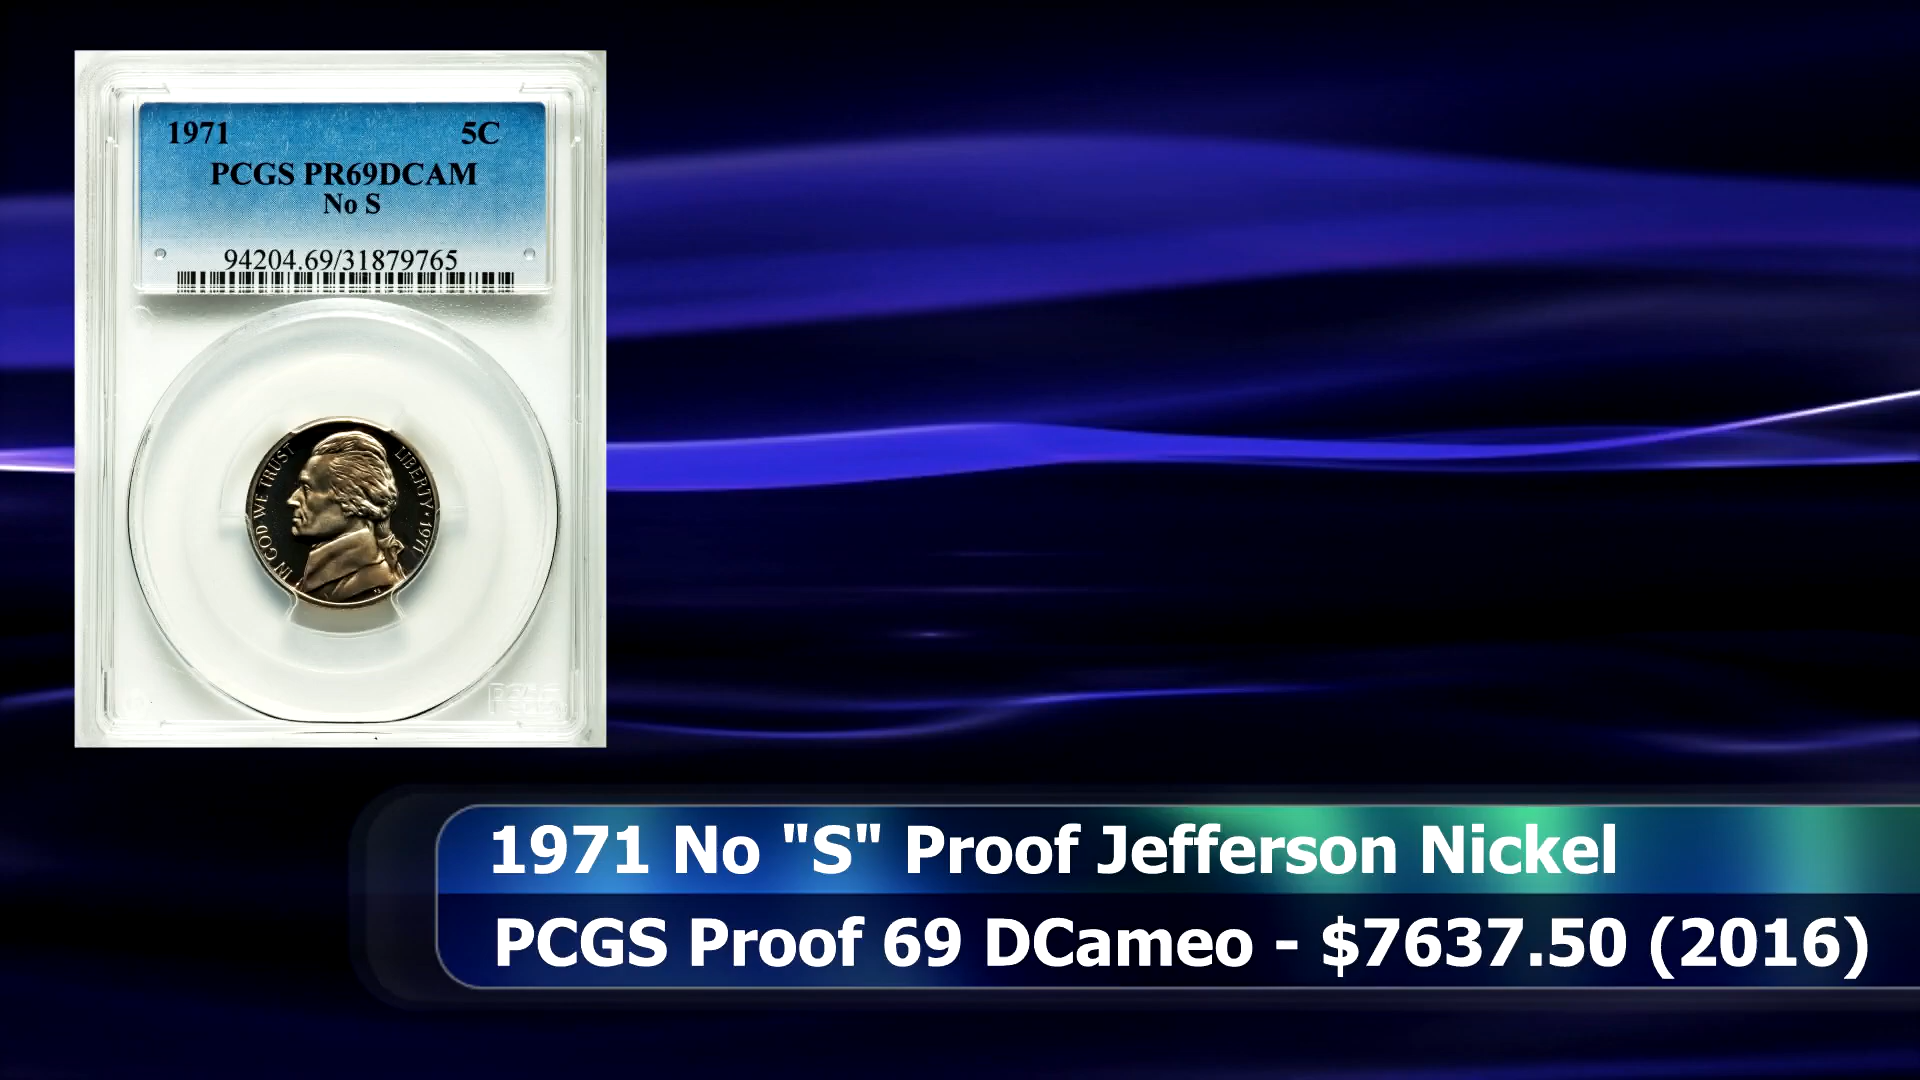 1971 5C
PCGS PR69DCAM
No S
94204.69/31879765
IN GOD WE TRUST
LIBERTY · 1971
PCGS
1971 No "S" Proof Jefferson Nickel
PCGS Proof 69 DCameo - $7637.50 (2016)